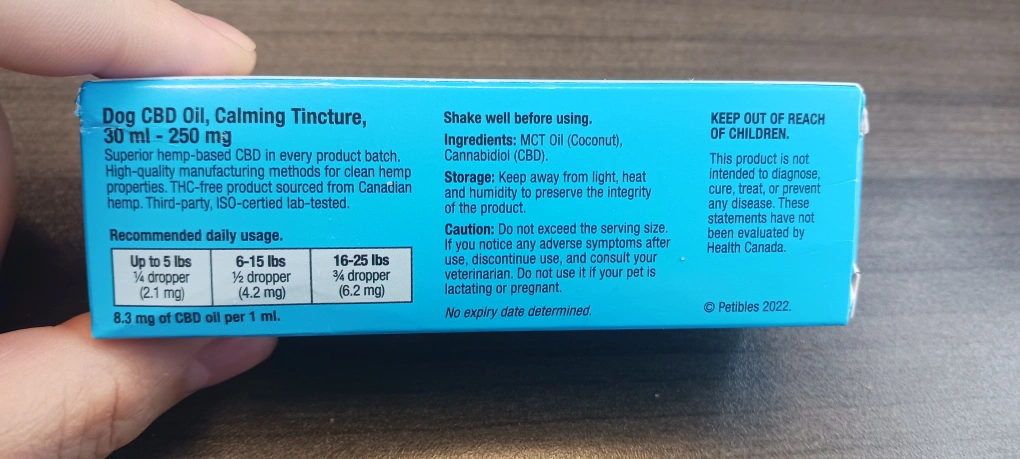 Dog CBD Oil, Calming Tincture,
30 ml - 250 mg
Superior hemp-based CBD in every product batch.
High-quality manufacturing methods for clean hemp
properties. THC-free product sourced from Canadian
hemp. Third-party, ISO-certied lab-tested.
Recommended daily usage.
Up to 5 lbs
¼ dropper
(2.1 mg)
6-15 lbs
½ dropper
(4.2 mg)
16-25 lbs
¾ dropper
(6.2 mg)
8.3 mg of CBD oil per 1 ml.
Shake well before using.
Ingredients: MCT Oil (Coconut),
Cannabidiol (CBD).
Storage: Keep away from light, heat
and humidity to preserve the integrity
of the product.
Caution: Do not exceed the serving size.
If you notice any adverse symptoms after
use, discontinue use, and consult your
veterinarian. Do not use it if your pet is
lactating or pregnant.
No expiry date determined.
KEEP OUT OF REACH
OF CHILDREN.
This product is not
intended to diagnose,
cure, treat, or prevent
any disease. These
statements have not
been evaluated by
Health Canada.
© Petibles 2022.